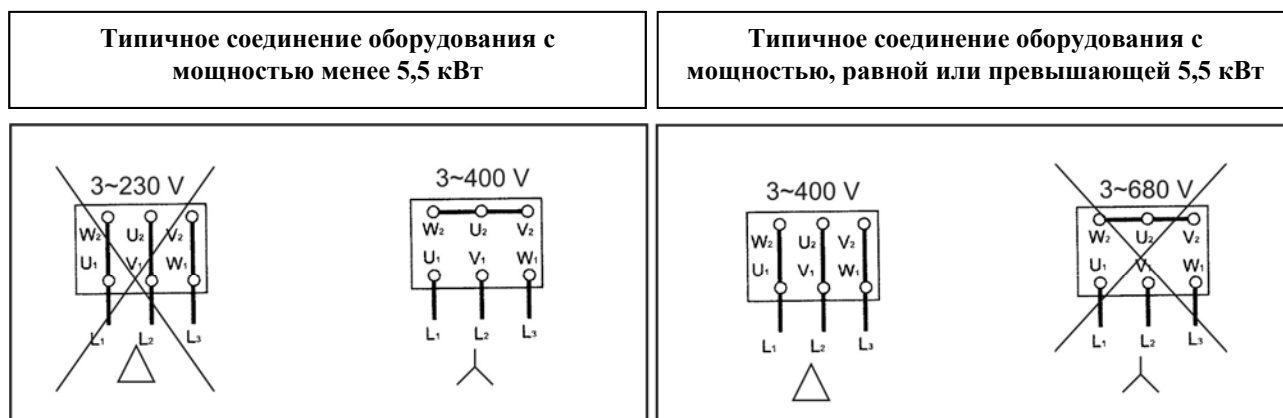 Типичное соединение оборудования с
мощностью менее 5,5 кВт
Типичное соединение оборудования с
мощностью, равной или превышающей 5,5 кВт
3~230 V
W₂ U₂ V₂
U₁ V₁ W₁
L₁ L₂ L₃
3~400 V
W₂ U₂ V₂
U₁ V₁ W₁
L₁ L₂ L₃
3~400 V
W₂ U₂ V₂
U₁ V₁ W₁
L₁ L₂ L₃
3~680 V
W₂ U₂ V₂
U₁ V₁ W₁
L₁ L₂ L₃